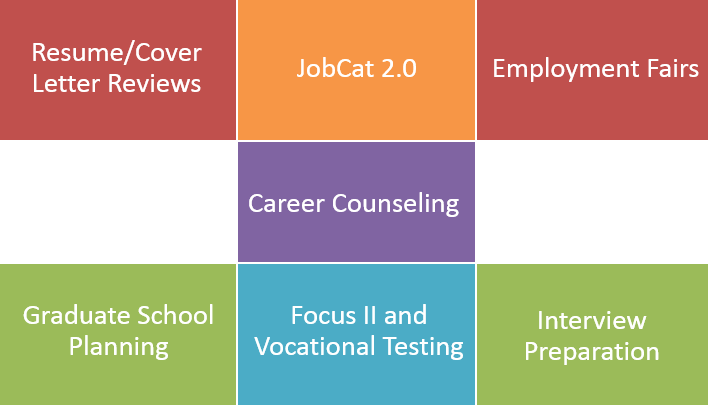 Resume/Cover
Letter Reviews
JobCat 2.0
Employment Fairs
Career Counseling
Graduate School
Planning
Focus II and
Vocational Testing
Interview
Preparation